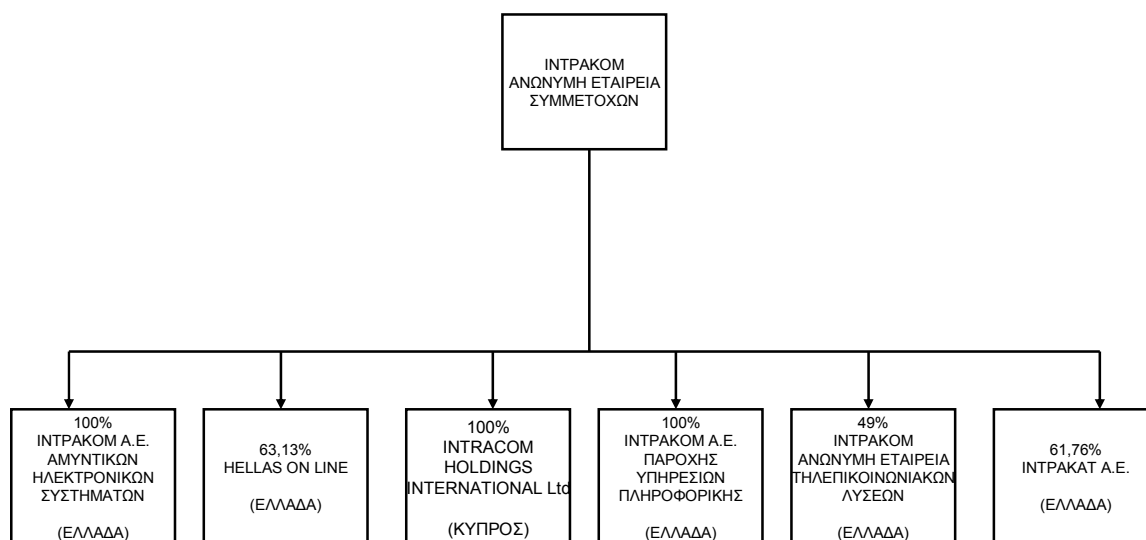 ΙΝΤΡΑΚΟΜ
ΑΝΩΝΥΜΗ ΕΤΑΙΡΕΙΑ
ΣΥΜΜΕΤΟΧΩΝ
100%
ΙΝΤΡΑΚΟΜ Α.Ε.
ΑΜΥΝΤΙΚΩΝ
ΗΛΕΚΤΡΟΝΙΚΩΝ
ΣΥΣΤΗΜΑΤΩΝ
(ΕΛΛΑΔΑ)
63,13%
HELLAS ON LINE
(ΕΛΛΑΔΑ)
100%
INTRACOM
HOLDINGS
INTERNATIONAL Ltd
(ΚΥΠΡΟΣ)
100%
ΙΝΤΡΑΚΟΜ Α.Ε.
ΠΑΡΟΧΗΣ
ΥΠΗΡΕΣΙΩΝ
ΠΛΗΡΟΦΟΡΙΚΗΣ
(ΕΛΛΑΔΑ)
49%
ΙΝΤΡΑΚΟΜ
ΑΝΩΝΥΜΗ ΕΤΑΙΡΕΙΑ
ΤΗΛΕΠΙΚΟΙΝΩΝΙΑΚΩΝ
ΛΥΣΕΩΝ
(ΕΛΛΑΔΑ)
61,76%
ΙΝΤΡΑΚΑΤ Α.Ε.
(ΕΛΛΑΔΑ)